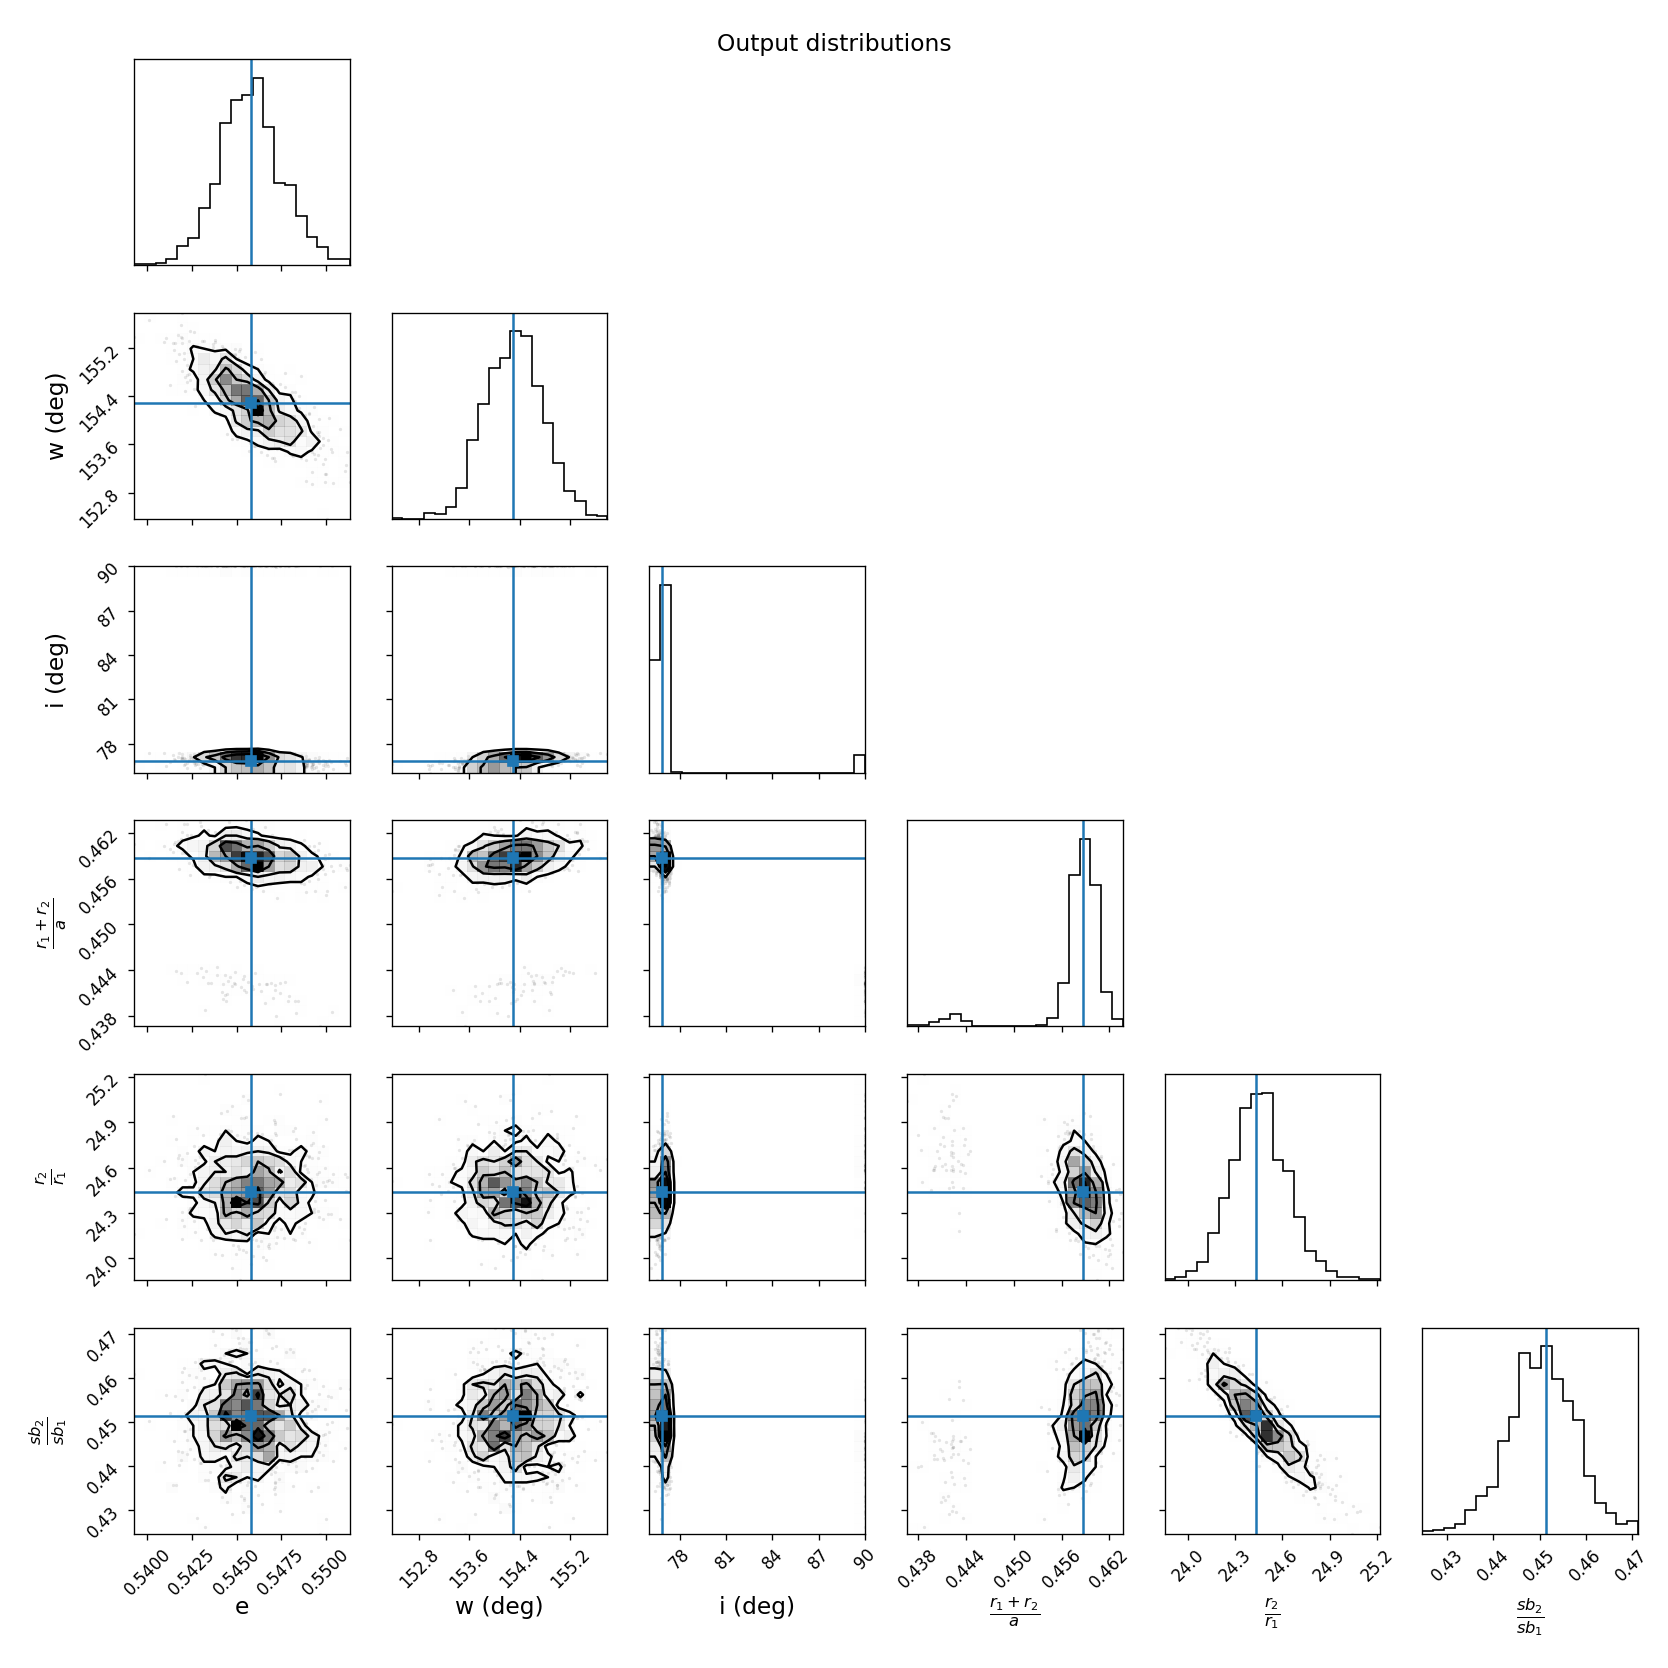 Output distributions
w (deg)
155.2
154.4
153.6
152.8
i (deg)
90
87
84
81
78
r1 + r2
a
0.462
0.456
0.450
0.444
0.438
r2
r1
25.2
24.9
24.6
24.3
24.0
sb2
sb1
0.47
0.46
0.45
0.44
0.43
0.5400 0.5425 0.5450 0.5475 0.5500
152.8 153.6 154.4 155.2
78 81 84 87 90
0.438 0.444 0.450 0.456 0.462
24.0 24.3 24.6 24.9 25.2
0.43 0.44 0.45 0.46 0.47
e
w (deg)
i (deg)
r1 + r2
a
r2
r1
sb2
sb1